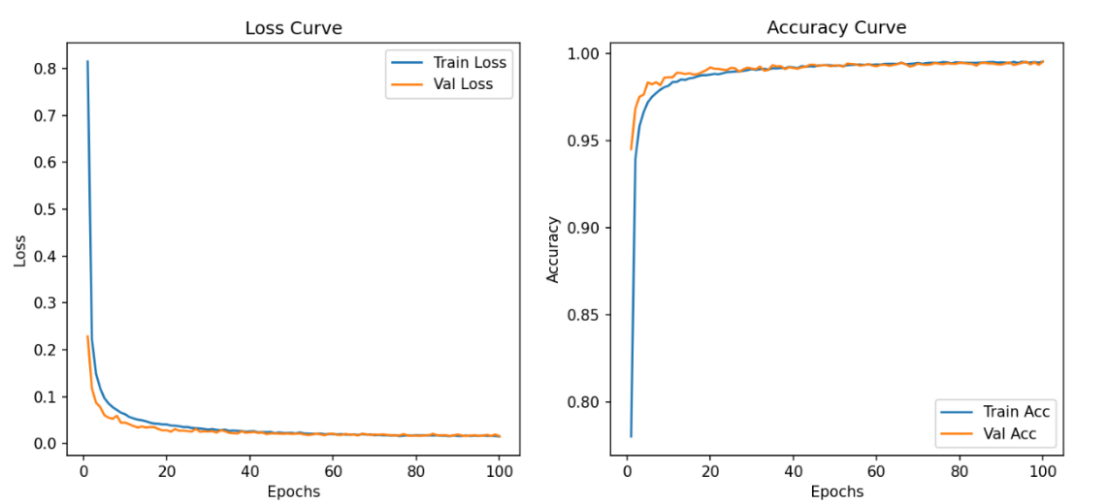 Loss Curve
Train Loss
Val Loss
0.8
0.7
0.6
0.5
0.4
0.3
0.2
0.1
0.0
Loss
0 20 40 60 80 100
Epochs
Accuracy Curve
1.00
0.95
0.90
0.85
0.80
Accuracy
Train Acc
Val Acc
0 20 40 60 80 100
Epochs